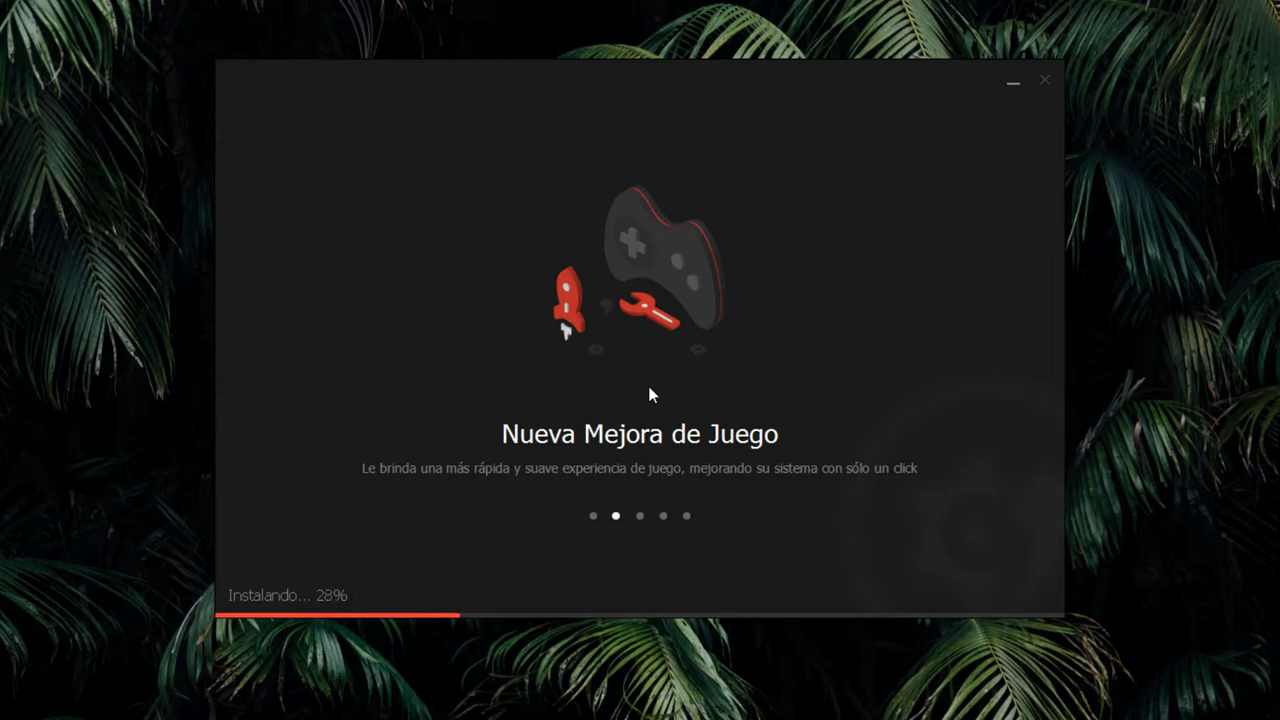 Nueva Mejora de Juego
Le brinda una más rápida y suave experiencia de juego, mejorando su sistema con sólo un click
Instalando... 28%